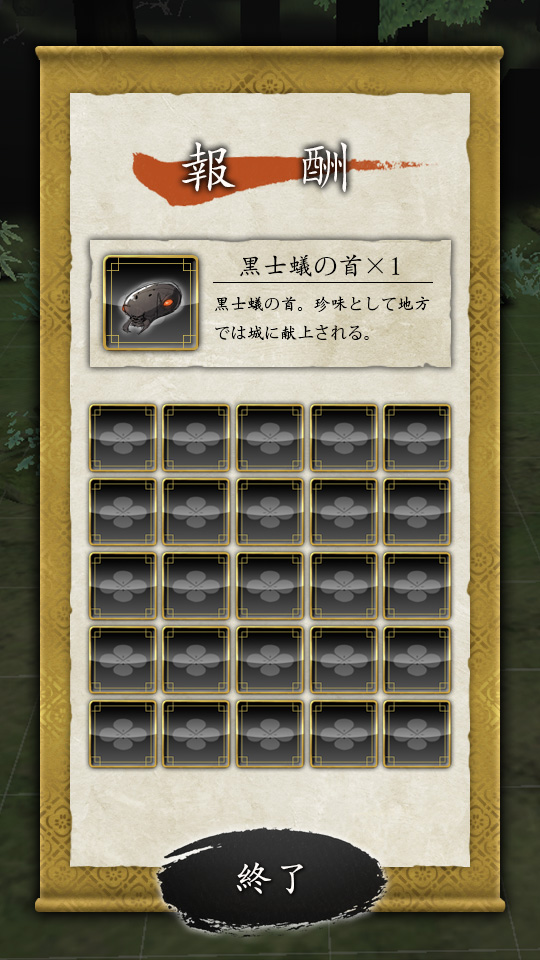 報酬
黒士蟻の首×1
黒士蟻の首。珍味として地方
では城に献上される。
終了